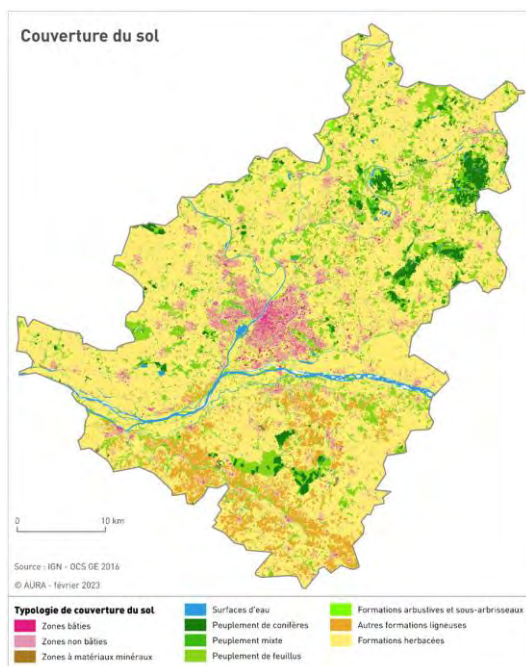 Couverture du sol
0
10 km
Source : IGN - OCS GE 2016
© AURA - février 2023
Typologie de couverture du sol
Zones bâties
Zones non bâties
Zones à matériaux minéraux
Surfaces d'eau
Peuplement de conifères
Peuplement mixte
Peuplement de feuillus
Formations arbustives et sous-arbrisseaux
Autres formations ligneuses
Formations herbacées